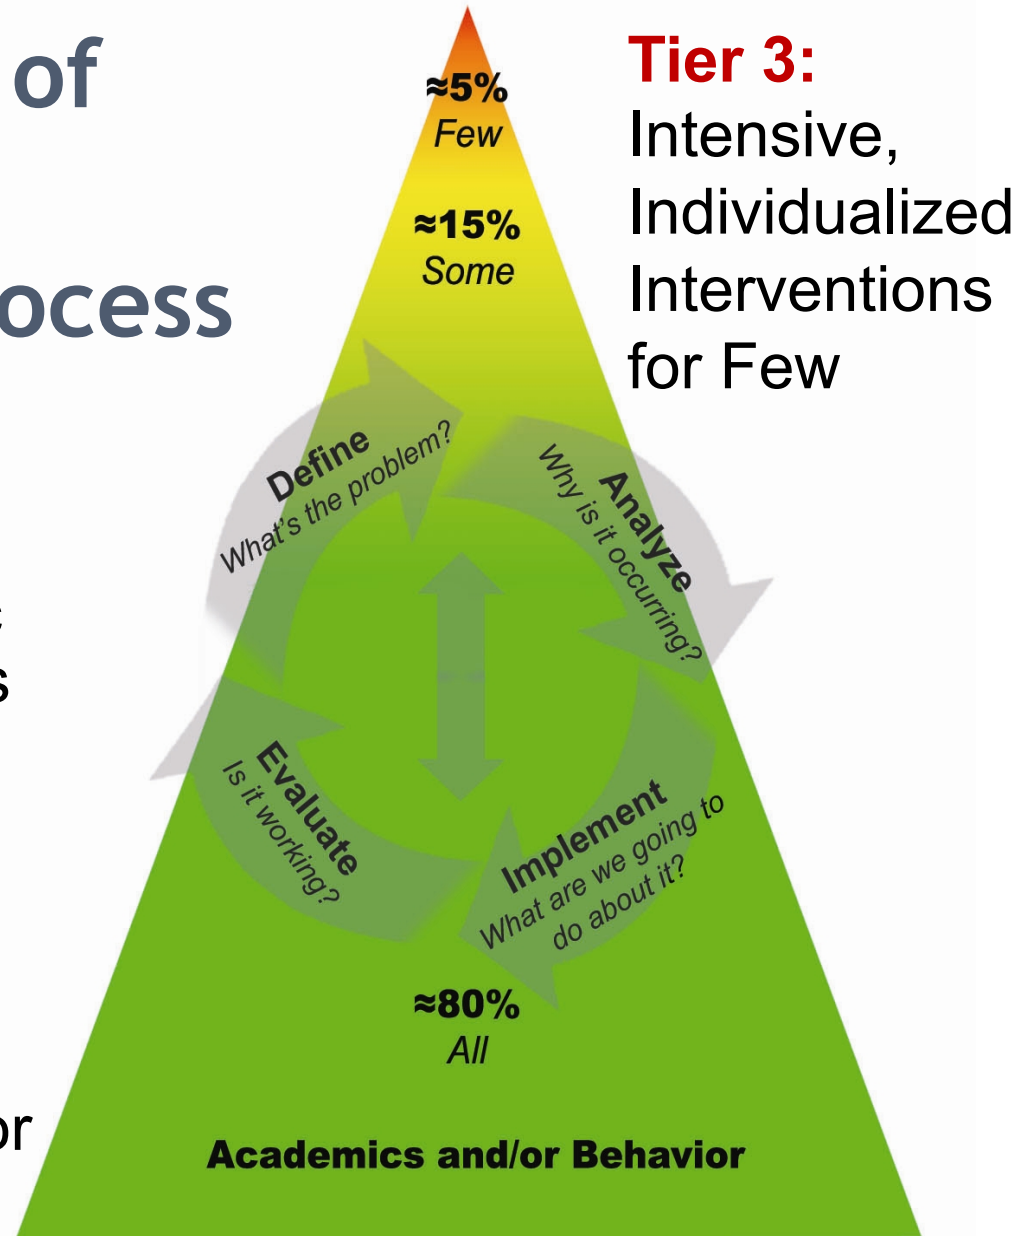 of
ocess
Tier 3:
Intensive,
Individualized
Interventions
for Few
≈5%
Few
≈15%
Some
Define
What's the problem?
Analyze
Why is it occurring?
Implement
What are we going to
do about it?
Evaluate
Is it working?
s
or
≈80%
All
Academics and/or Behavior